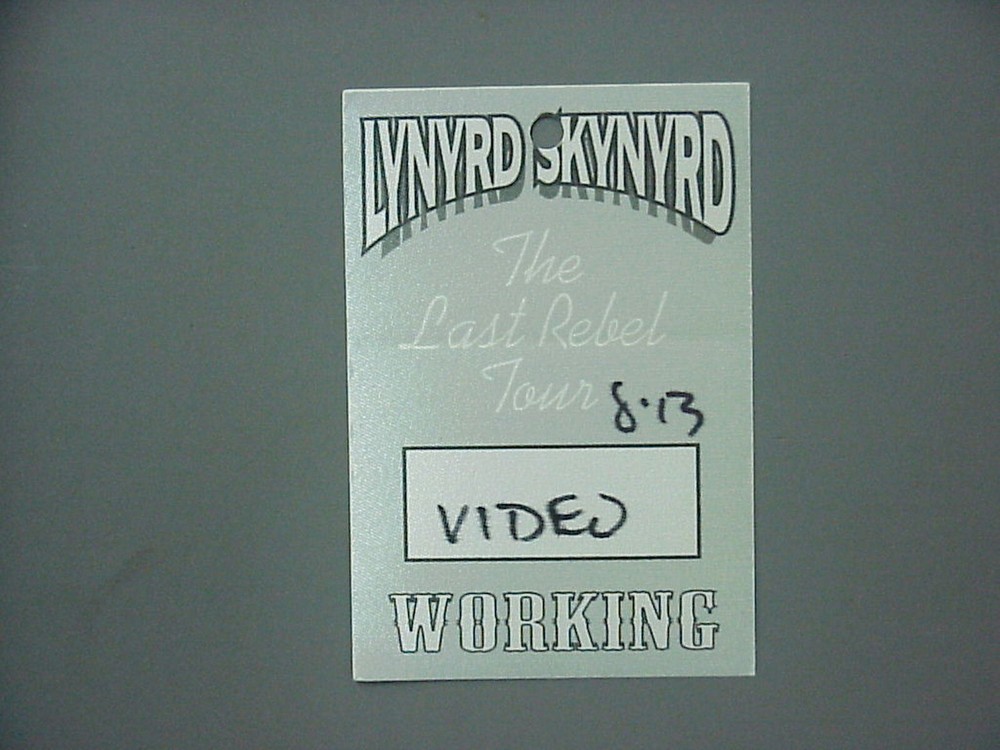 LYNYRD SKYNYRD
The
Last Rebel
Tour
8·13
VIDEO
WORKING